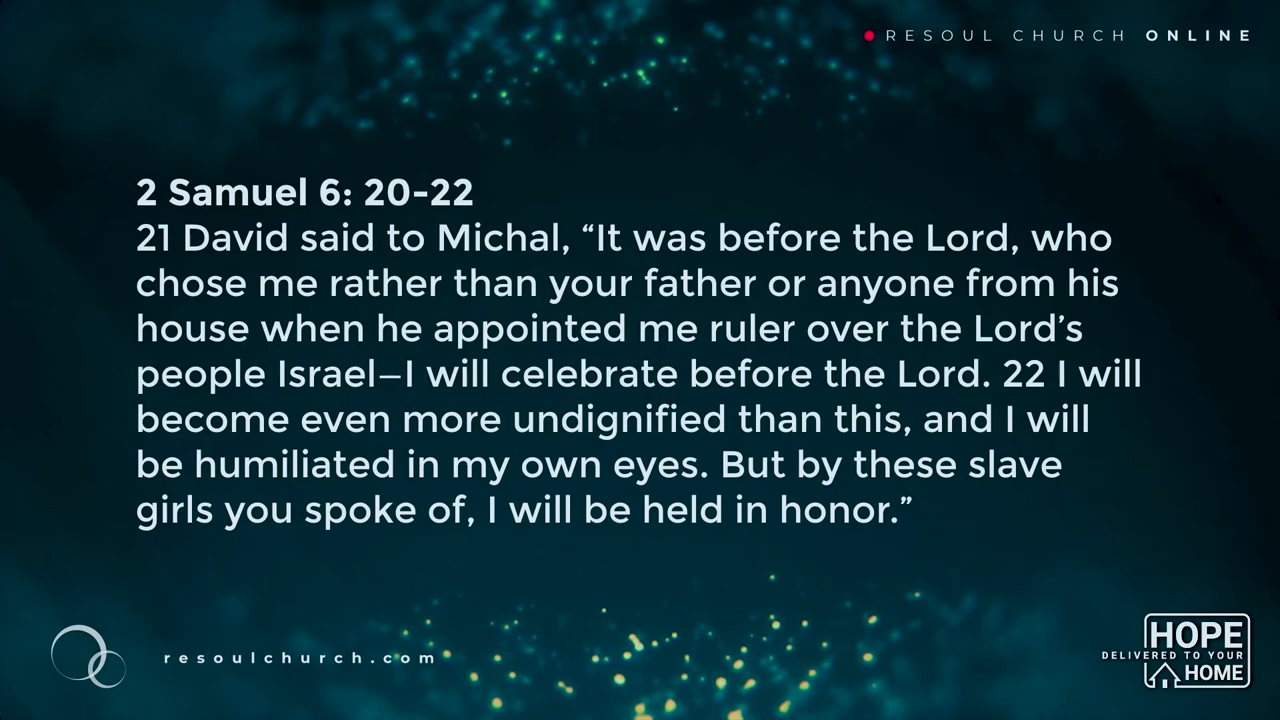 RESOUL CHURCH ONLINE
2 Samuel 6: 20-22
21 David said to Michal, “It was before the Lord, who
chose me rather than your father or anyone from his
house when he appointed me ruler over the Lord’s
people Israel—I will celebrate before the Lord. 22 I will
become even more undignified than this, and I will
be humiliated in my own eyes. But by these slave
girls you spoke of, I will be held in honor.”
resoulchurch.com
HOPE
DELIVERED TO YOUR
HOME